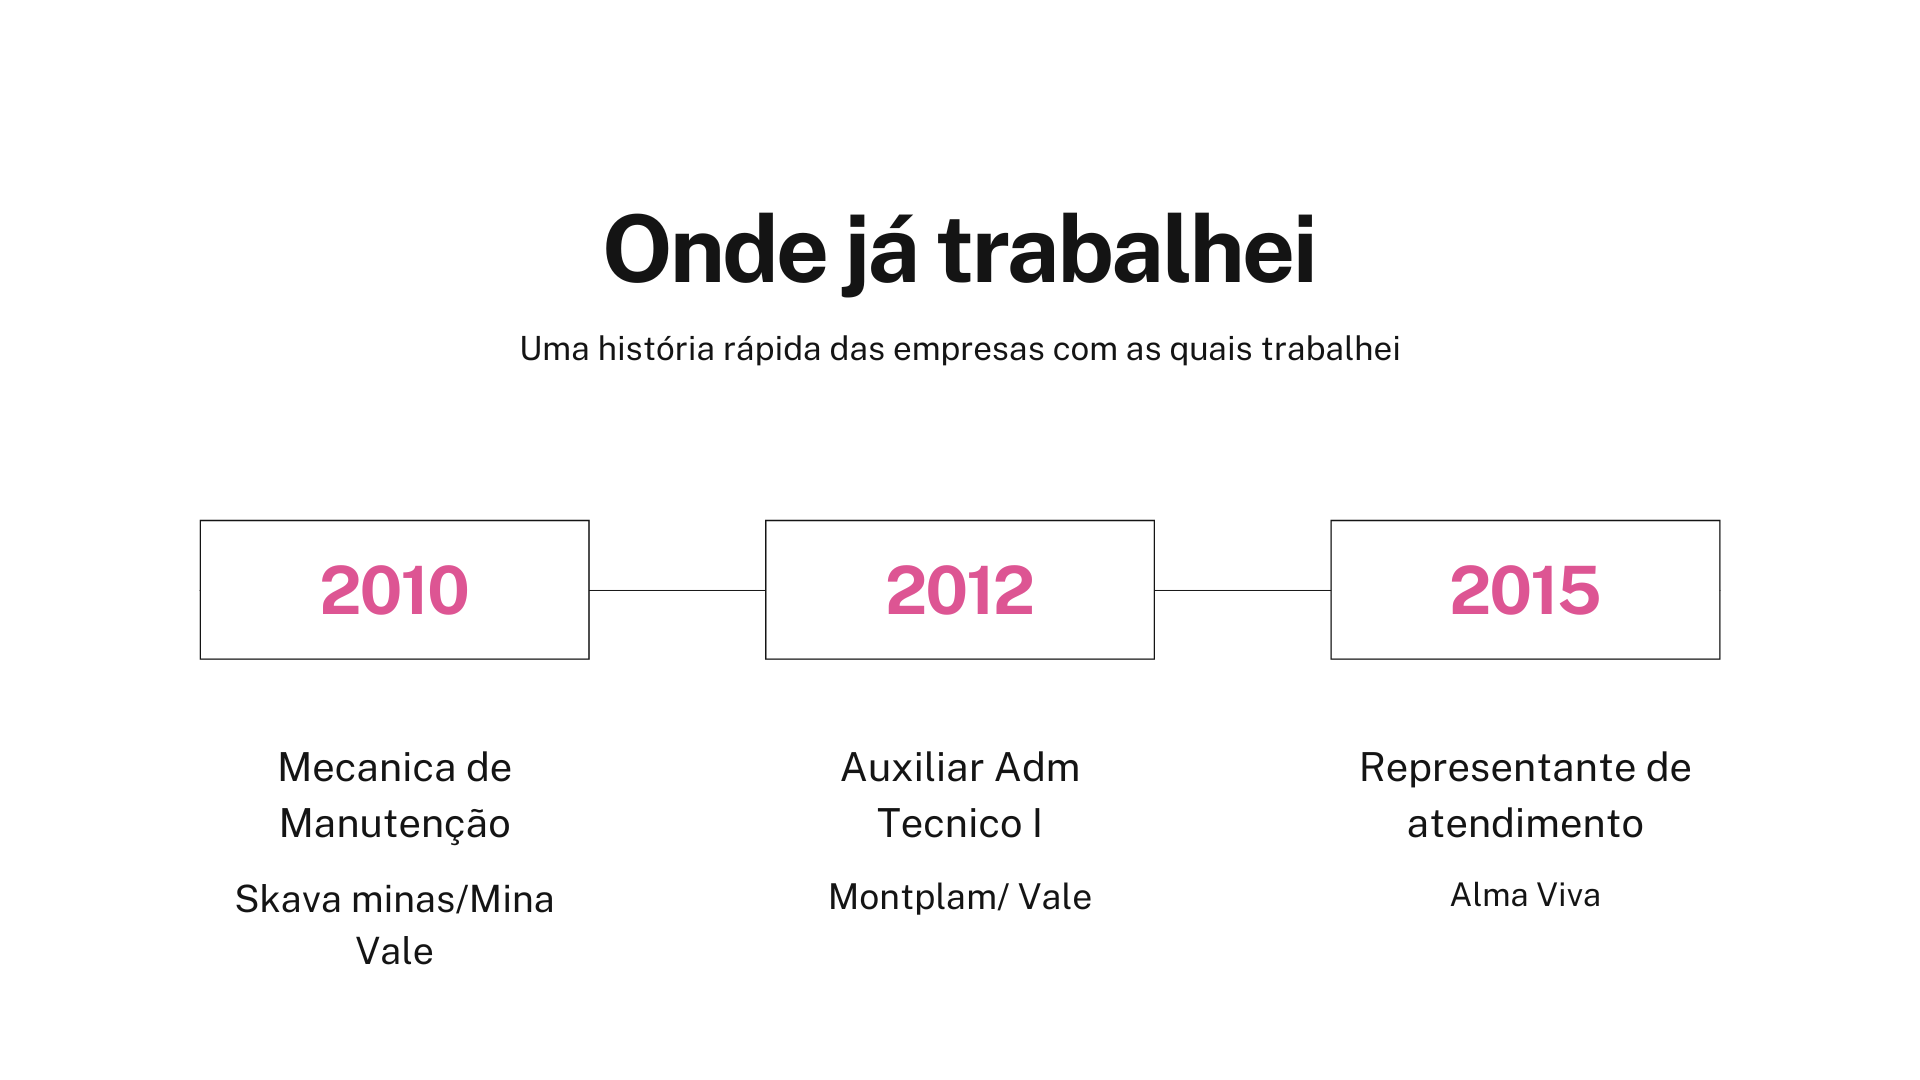 Onde já trabalhei
Uma história rápida das empresas com as quais trabalhei
2010
2012
2015
Mecanica de
Manutenção
Skava minas/Mina
Vale
Auxiliar Adm
Tecnico I
Montplam/ Vale
Representante de
atendimento
Alma Viva